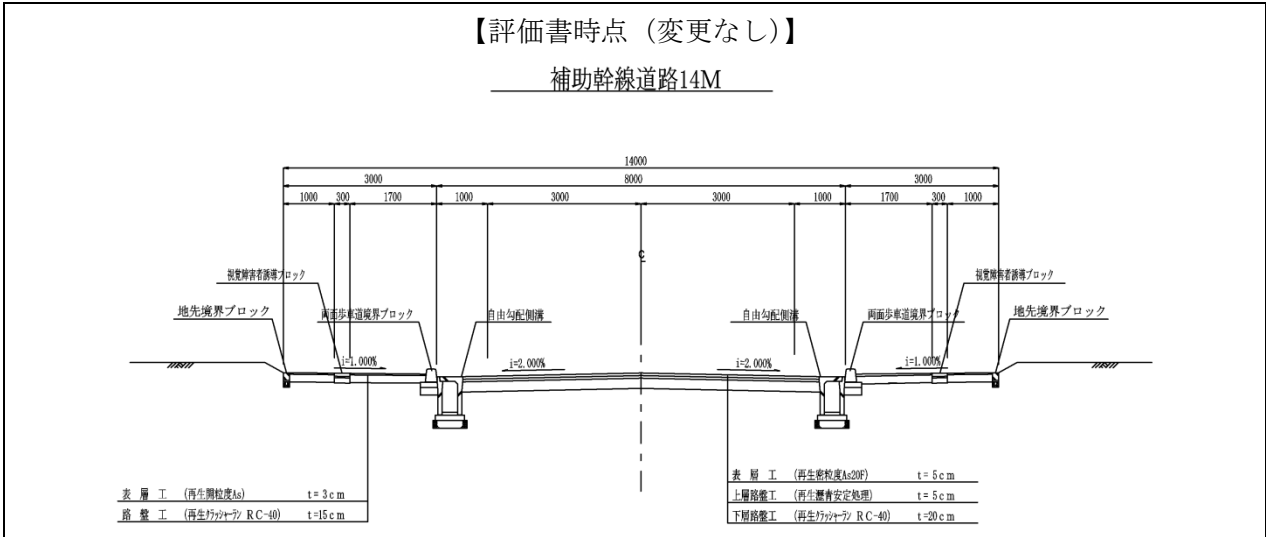 【評価書時点（変更なし）】
補助幹線道路14M
14000
3000 8000 3000
1000 300 1700 1000 3000 3000 1000 1700 300 1000
℄
視覚障害者誘導ブロック 視覚障害者誘導ブロック
地先境界ブロック 両面歩車道境界ブロック 自由勾配側溝 自由勾配側溝 両面歩車道境界ブロック 地先境界ブロック
i=1.000% i=2.000% i=2.000% i=1.000%
表層工 (再生密粒度As20F) t=5cm
上層路盤工 (再生瀝青安定処理) t=5cm
下層路盤工 (再生クラッシャーラン RC-40) t=20cm
表層工 (再生開粒度As) t=3cm
路盤工 (再生クラッシャーラン RC-40) t=15cm